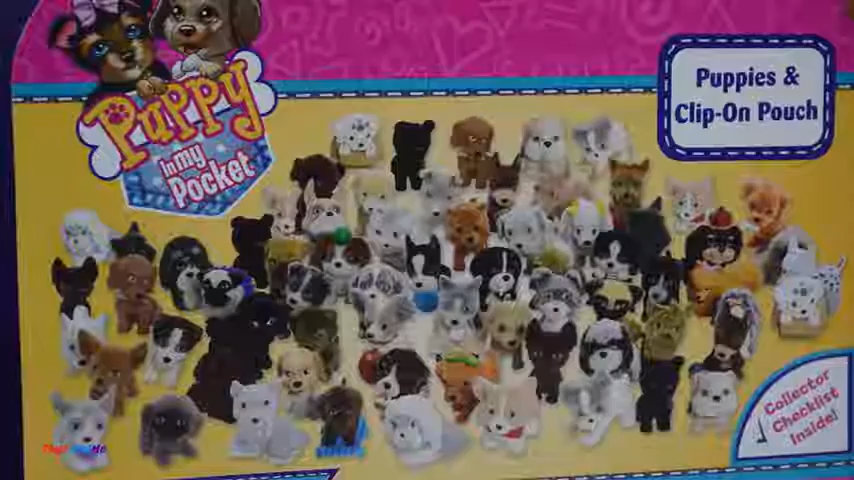 Puppy
in my
Pocket
Puppies &
Clip-On Pouch
Collector
Checklist
Inside!